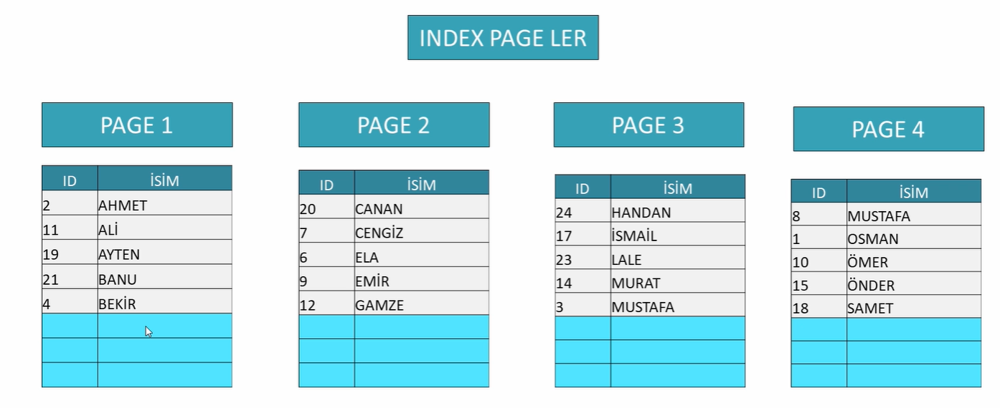 INDEX PAGE LER
PAGE 1
ID İSİM
2 AHMET
11 ALİ
19 AYTEN
21 BANU
4 BEKİR
PAGE 2
ID İSİM
20 CANAN
7 CENGİZ
6 ELA
9 EMİR
12 GAMZE
PAGE 3
ID İSİM
24 HANDAN
17 İSMAİL
23 LALE
14 MURAT
3 MUSTAFA
PAGE 4
ID İSİM
8 MUSTAFA
1 OSMAN
10 ÖMER
15 ÖNDER
18 SAMET